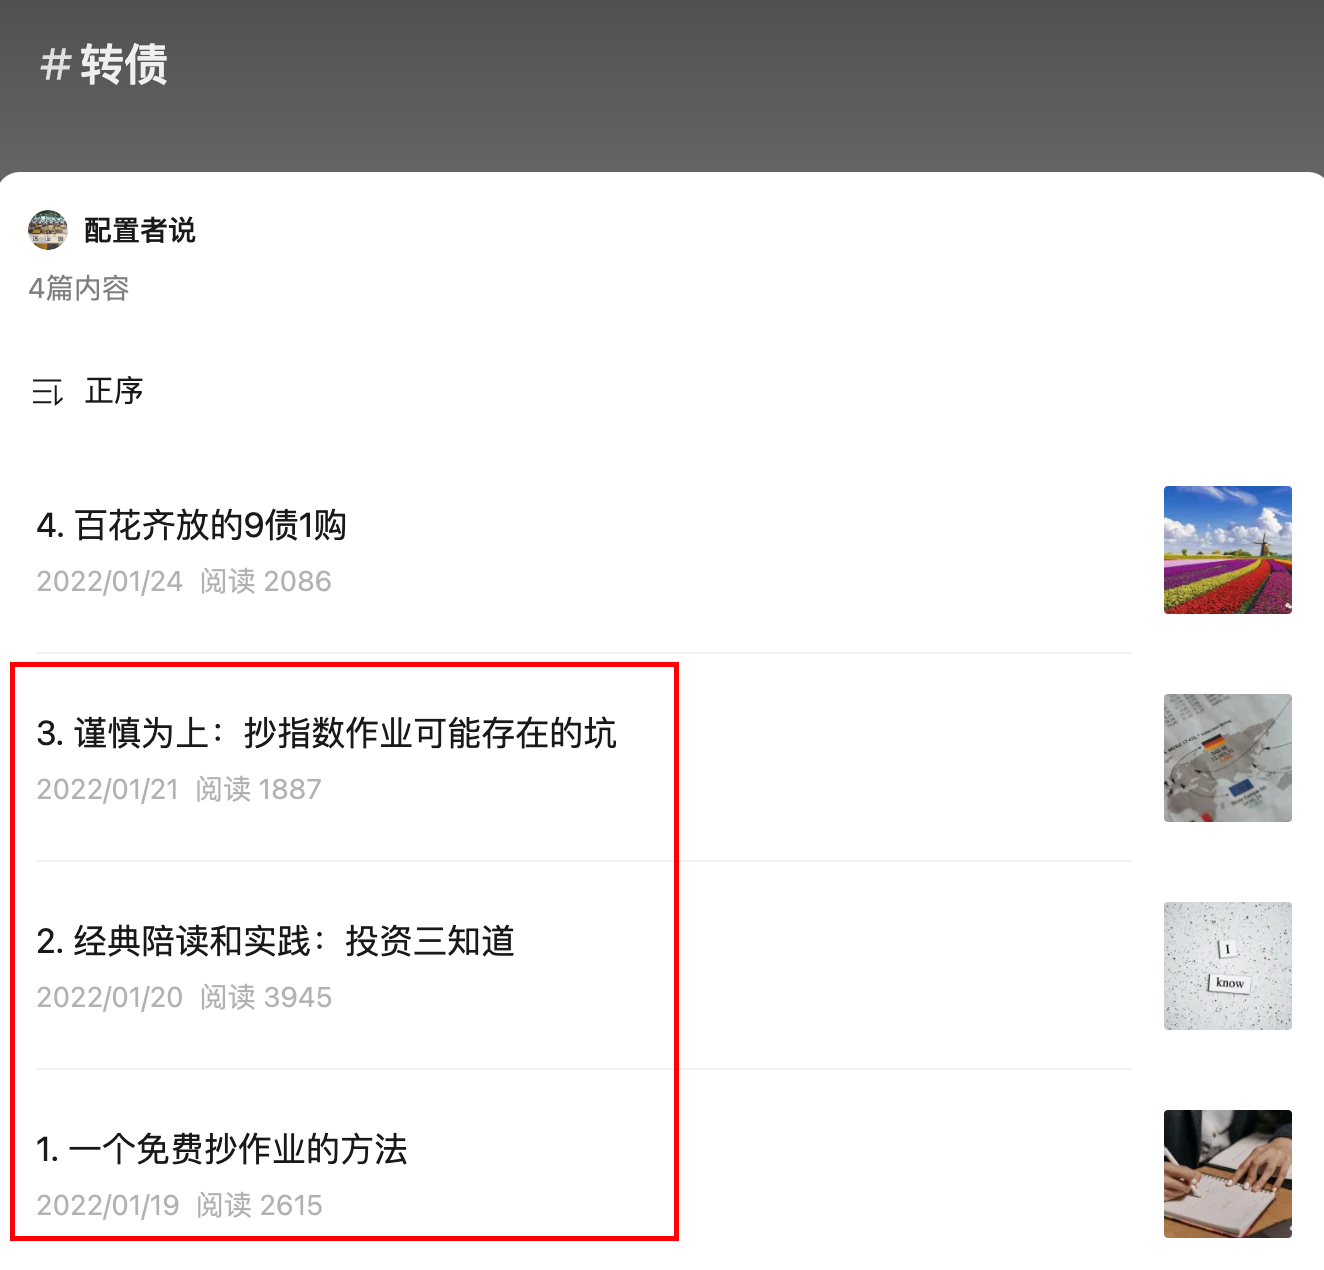 #转债
配置者说
4篇内容
正序
4. 百花齐放的9债1购
2022/01/24 阅读 2086
3. 谨慎为上：抄指数作业可能存在的坑
2022/01/21 阅读 1887
2. 经典陪读和实践：投资三知道
2022/01/20 阅读 3945
I
know
1. 一个免费抄作业的方法
2022/01/19 阅读 2615